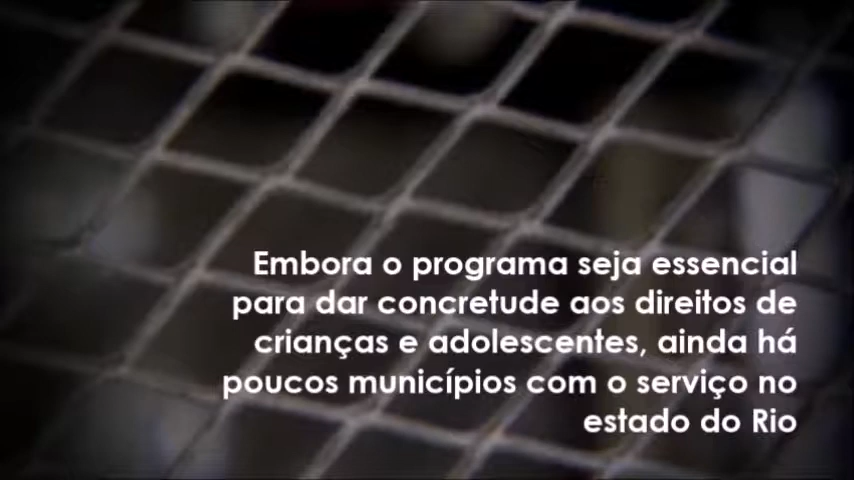 Embora o programa seja essencial
para dar concretude aos direitos de
crianças e adolescentes, ainda há
poucos municípios com o serviço no
estado do Rio